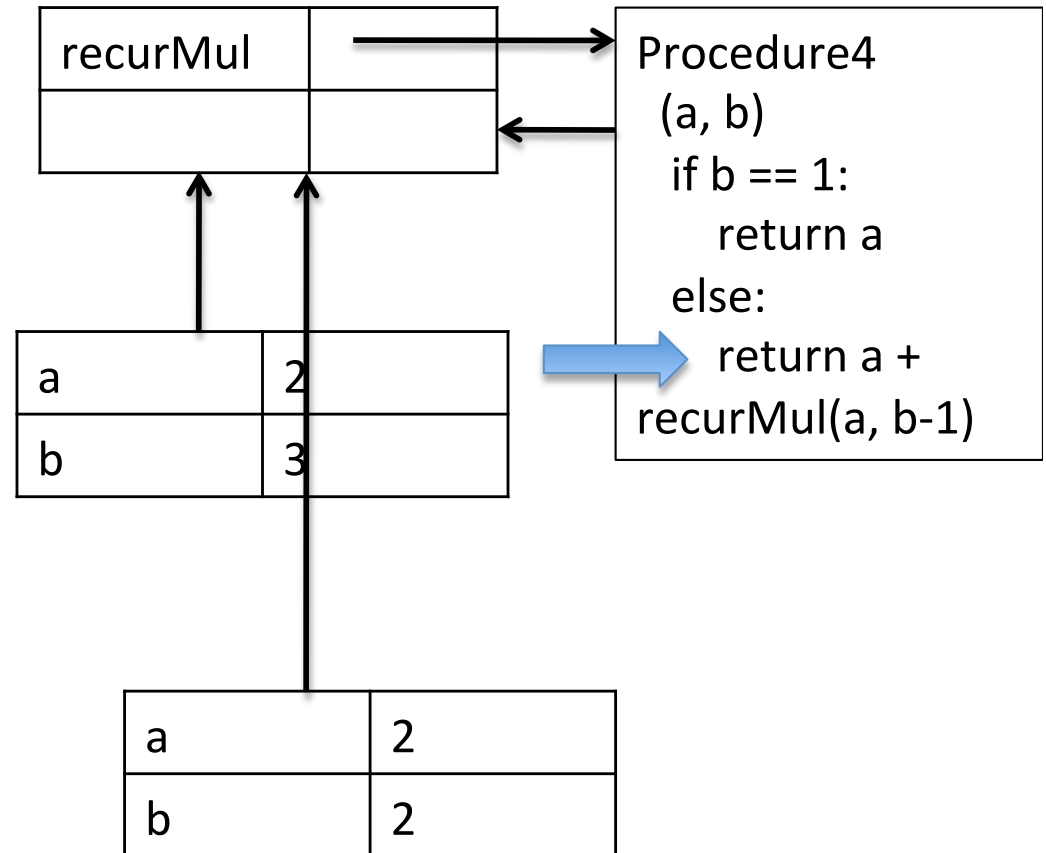 recurMul
Procedure4
(a, b)
if b == 1:
return a
else:
return a +
recurMul(a, b-1)
a 2
b 3
a 2
b 2